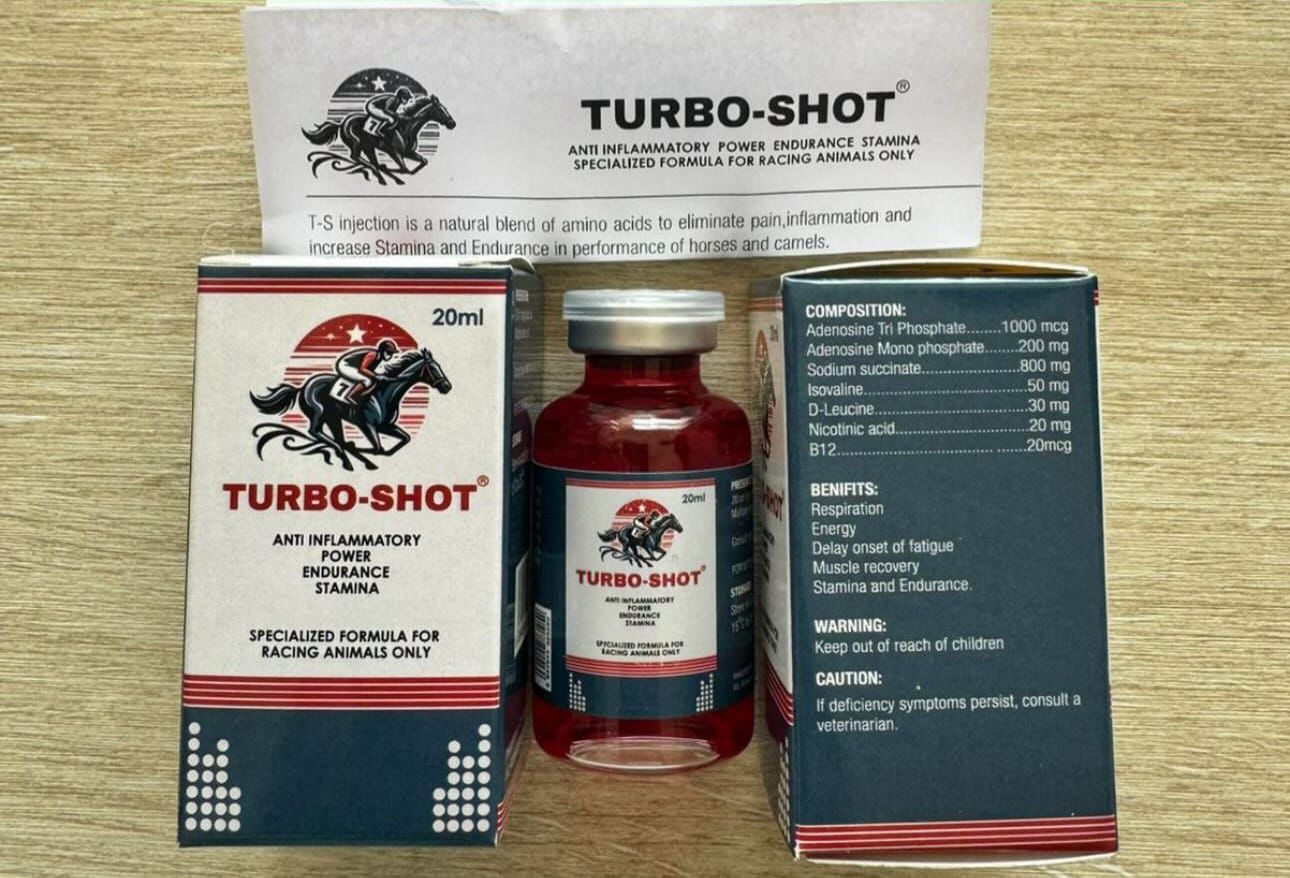 TURBO-SHOT®
ANTI INFLAMMATORY POWER ENDURANCE STAMINA
SPECIALIZED FORMULA FOR RACING ANIMALS ONLY
T-S injection is a natural blend of amino acids to eliminate pain,inflammation and
increase Stamina and Endurance in performance of horses and camels.
20ml
7
TURBO-SHOT®
ANTI INFLAMMATORY
POWER
ENDURANCE
STAMINA
SPECIALIZED FORMULA FOR
RACING ANIMALS ONLY
20ml
TURBO-SHOT®
ANTI INFLAMMATORY
POWER
ENDURANCE
STAMINA
SPECIALIZED FORMULA FOR
RACING ANIMALS ONLY
COMPOSITION:
Adenosine Tri Phosphate........1000 mcg
Adenosine Mono phosphate........200 mg
Sodium succinate.......................800 mg
Isovaline.......................................50 mg
D-Leucine.....................................30 mg
Nicotinic acid................................20 mg
B12...................................... .......20mcg
BENIFITS:
Respiration
Energy
Delay onset of fatigue
Muscle recovery
Stamina and Endurance.
WARNING:
Keep out of reach of children
CAUTION:
If deficiency symptoms persist, consult a
veterinarian.